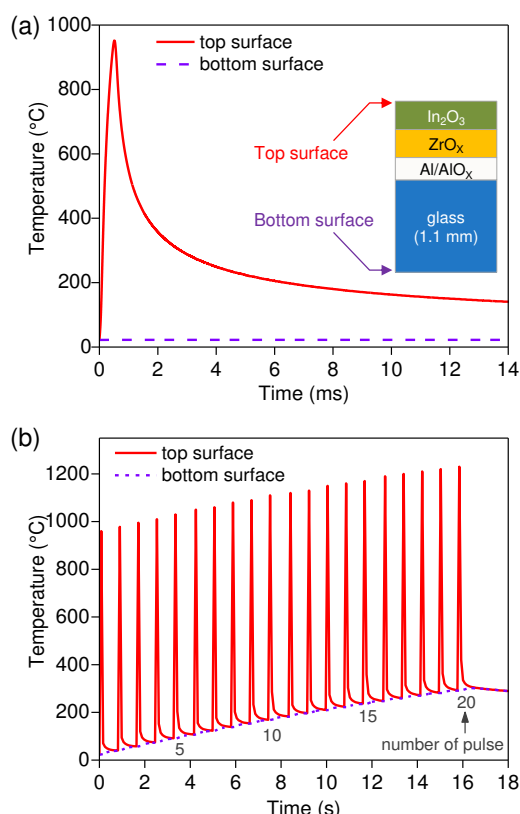 (a)
1000
800
600
400
200
0
Temperature (°C)
top surface
bottom surface
In₂O₃
ZrOₓ
Al/AlOₓ
glass
(1.1 mm)
Top surface
Bottom surface
0 2 4 6 8 10 12 14
Time (ms)
(b)
1200
1000
800
600
400
200
0
Temperature (°C)
top surface
bottom surface
5
10
15
20
number of pulse
0 2 4 6 8 10 12 14 16 18
Time (s)